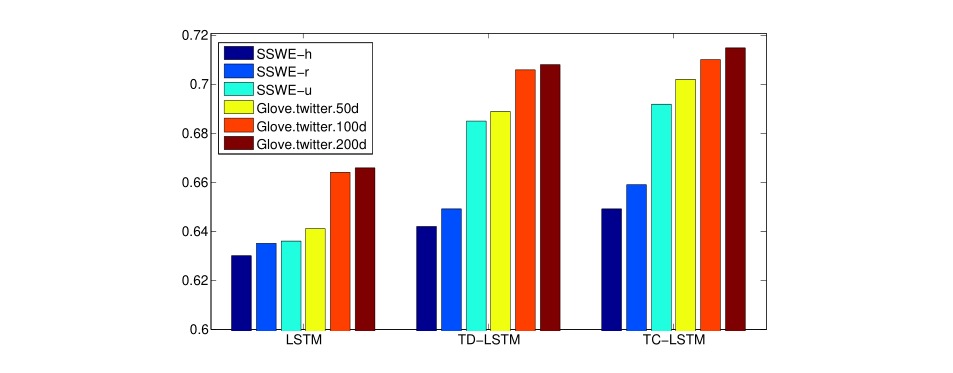 0.72
0.7
0.68
0.66
0.64
0.62
0.6
SSWE-h
SSWE-r
SSWE-u
Glove.twitter.50d
Glove.twitter.100d
Glove.twitter.200d
LSTM
TD-LSTM
TC-LSTM